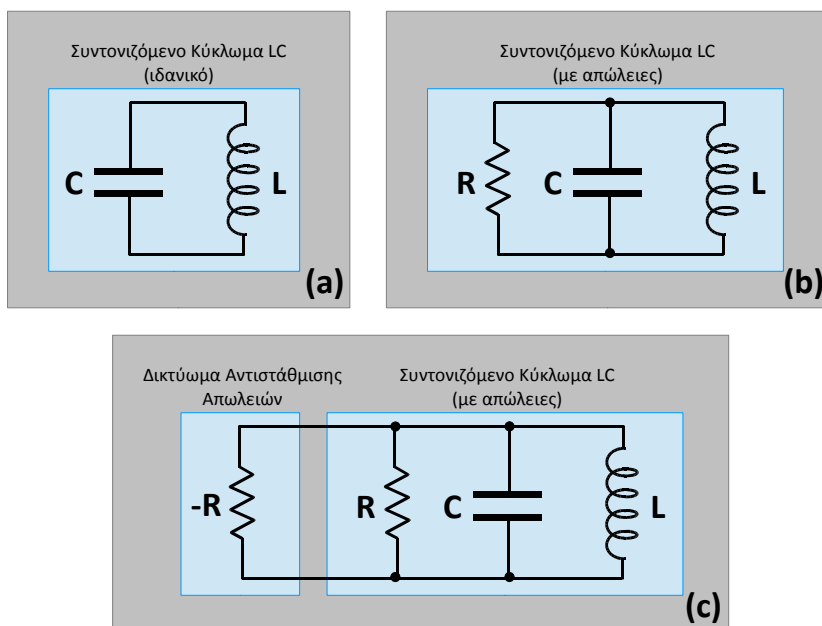 Συντονιζόμενο Κύκλωμα LC
(ιδανικό)
C
L
(a)
Συντονιζόμενο Κύκλωμα LC
(με απώλειες)
R
C
L
(b)
Δικτύωμα Αντιστάθμισης
Απωλειών
-R
Συντονιζόμενο Κύκλωμα LC
(με απώλειες)
R
C
L
(c)